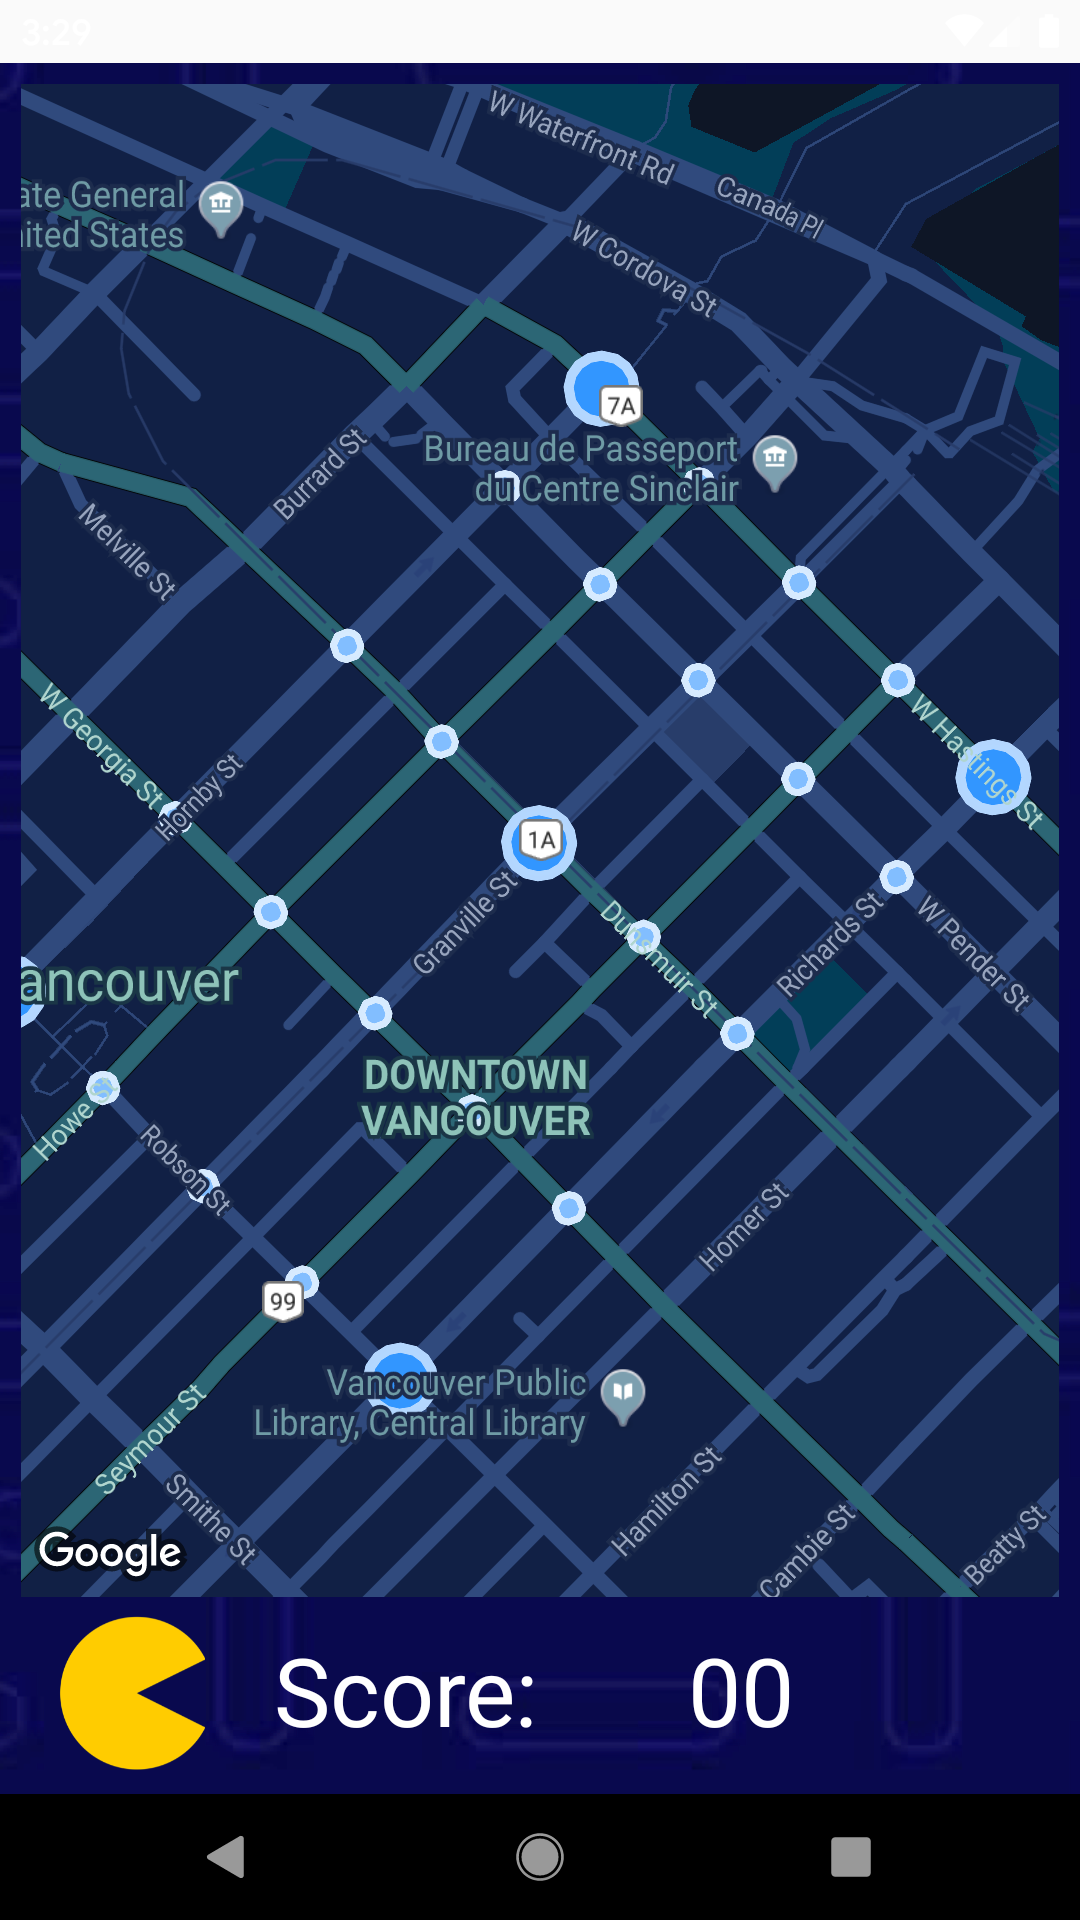 3:29
W Waterfront Rd
Canada Pl
ate General
ited States
W Cordova St
7A
Bureau de Passeport
du Centre Sinclair
Burrard St
Melville St
W Georgia St
Hornby St
W Hastings St
1A
Granville St
Dunsmuir St
Richards St
W Pender St
ancouver
DOWNTOWN
VANCOUVER
Howe S
Robson St
Homer St
99
Vancouver Public
Library, Central Library
Seymour St
Smithe St
Hamilton St
Cambie St
Beatty St
Google
Score: 00